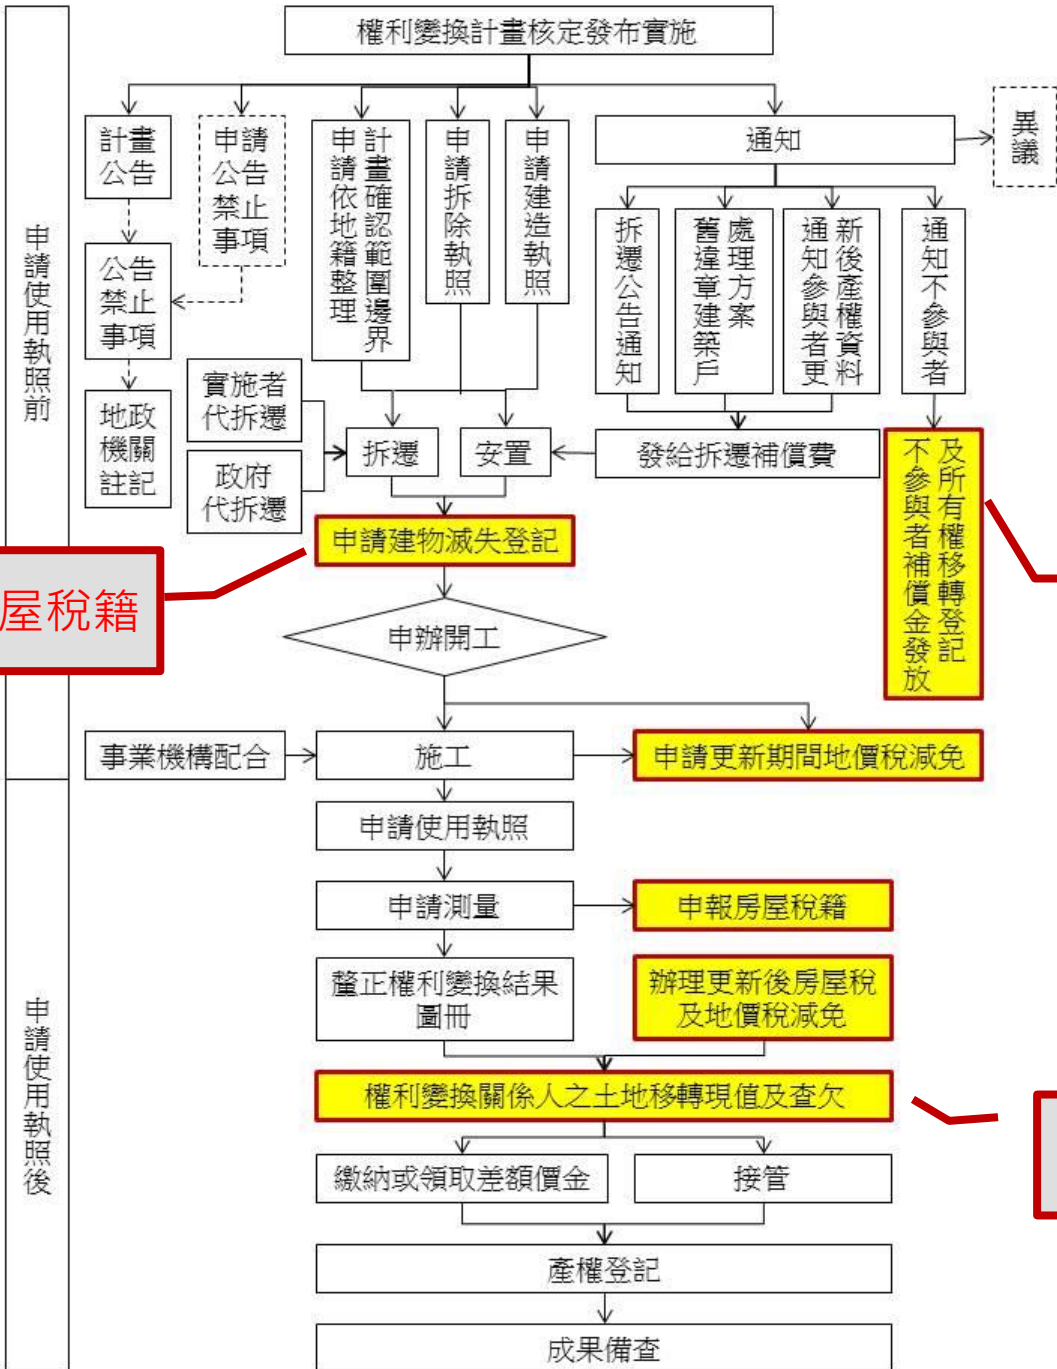 權利變換計畫核定發布實施
申請使用執照前
計畫
公告
申請
公告
禁止
事項
計畫確認範圍邊界
申請依地籍整理
申請拆除執照
申請建造執照
通知
異議
公告
禁止
事項
地政
機關
註記
拆遷公告通知
處理方案
舊違章建築戶
新後產權資料
通知參與者更
通知不參與者
實施者
代拆遷
政府
代拆遷
拆遷
安置
發給拆遷補償費
及所有權移轉登記
不參與者補償金發放
申請建物滅失登記
屋稅籍
申辦開工
事業機構配合
施工
申請更新期間地價稅減免
申請使用執照後
申請使用執照
申請測量
申報房屋稅籍
釐正權利變換結果
圖冊
辦理更新後房屋稅
及地價稅減免
權利變換關係人之土地移轉現值及查欠
繳納或領取差額價金
接管
產權登記
成果備查